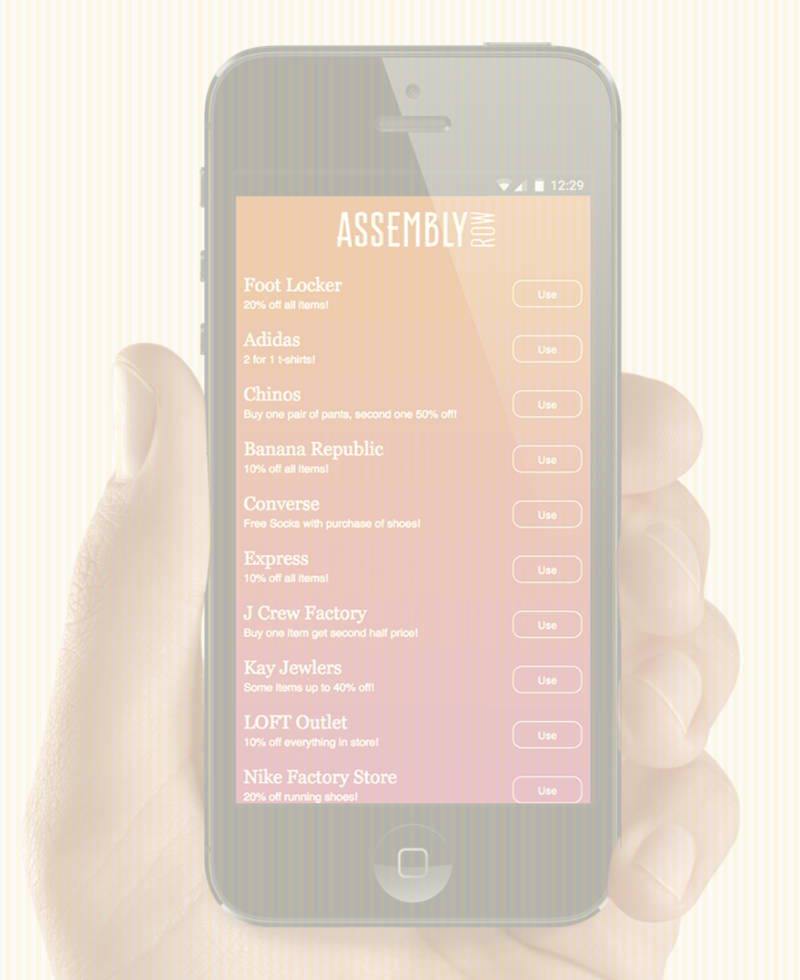 12:29
ASSEMBLY ROW
Foot Locker
20% off all items!
Use
Adidas
2 for 1 t-shirts!
Use
Chinos
Buy one pair of pants, second one 50% off!
Use
Banana Republic
10% off all items!
Use
Converse
Free Socks with purchase of shoes!
Use
Express
10% off all items!
Use
J Crew Factory
Buy one item get second half price!
Use
Kay Jewlers
Some items up to 40% off!
Use
LOFT Outlet
10% off everything in store!
Use
Nike Factory Store
20% off running shoes!
Use